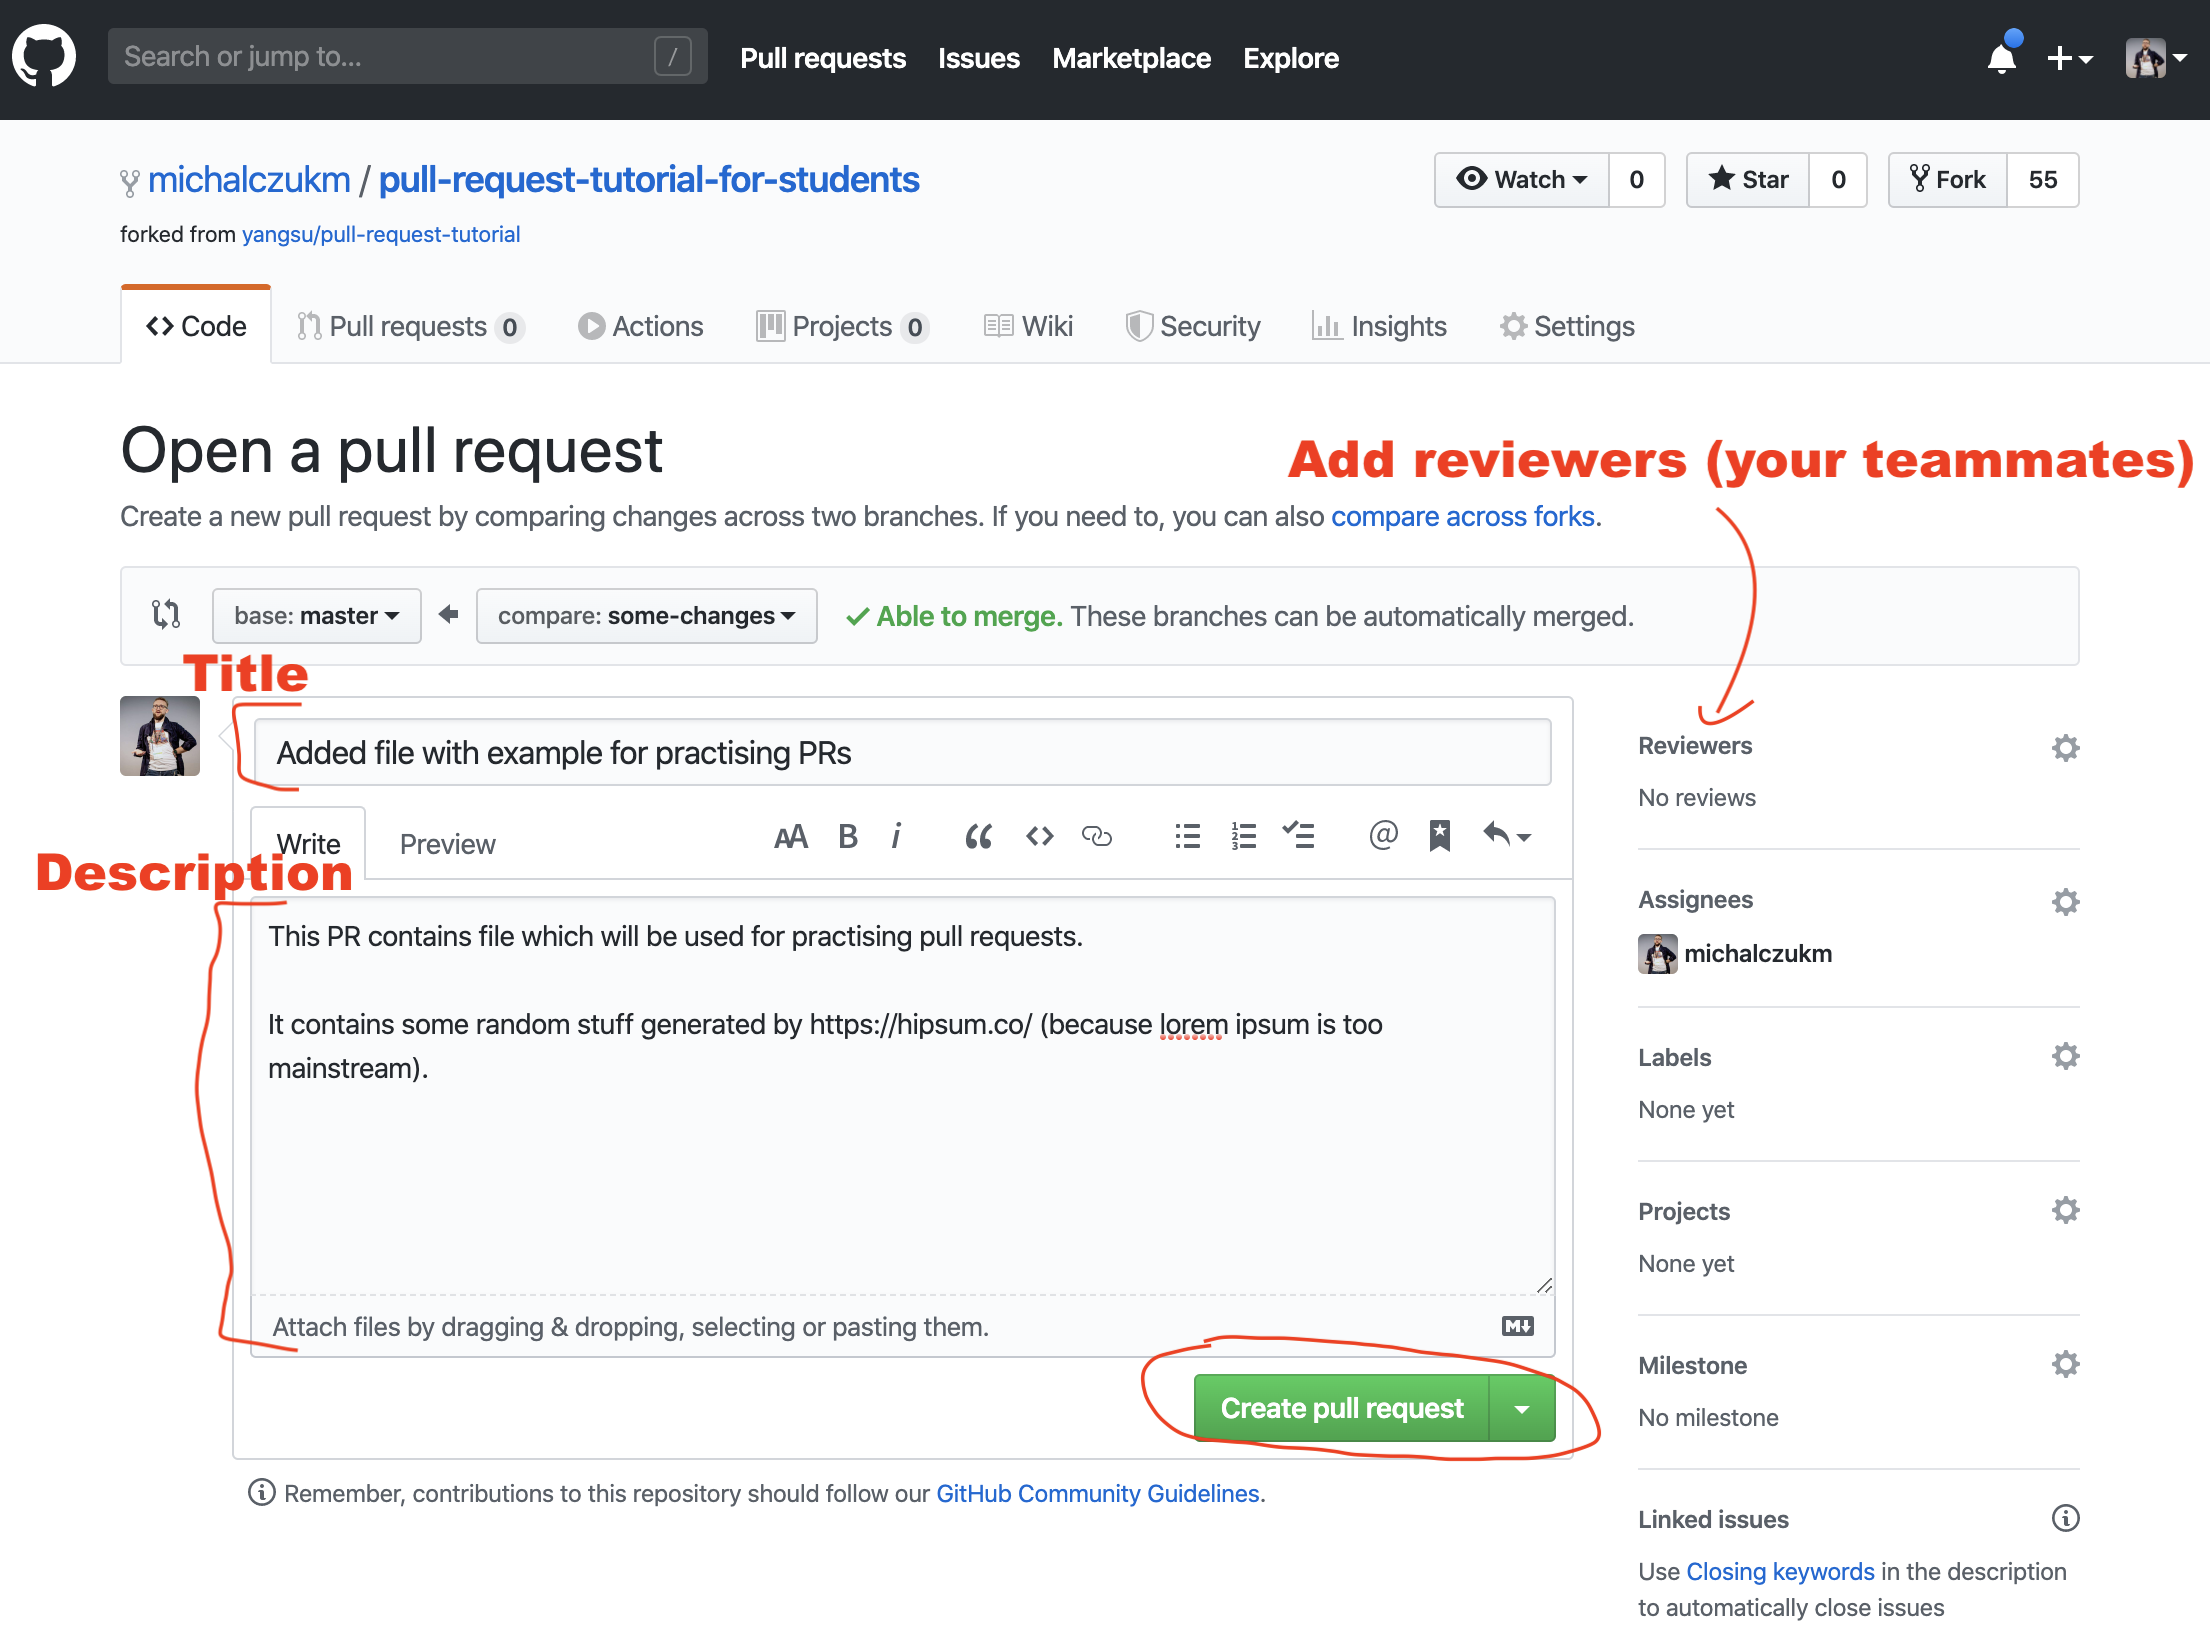 Search or jump to...
/
Pull requests
Issues
Marketplace
Explore
michalczukm / pull-request-tutorial-for-students
Watch 0
Star 0
Fork 55
forked from yangsu/pull-request-tutorial
Code
Pull requests 0
Actions
Projects 0
Wiki
Security
Insights
Settings
Open a pull request
Add reviewers (your teammates)
Create a new pull request by comparing changes across two branches. If you need to, you can also compare across forks.
base: master
compare: some-changes
Able to merge. These branches can be automatically merged.
Title
Added file with example for practising PRs
Write
Preview
AA B i
@
Description
This PR contains file which will be used for practising pull requests.
It contains some random stuff generated by https://hipsum.co/ (because lorem ipsum is too
mainstream).
Attach files by dragging & dropping, selecting or pasting them.
M
Create pull request
Remember, contributions to this repository should follow our GitHub Community Guidelines.
Reviewers
No reviews
Assignees
michalczukm
Labels
None yet
Projects
None yet
Milestone
No milestone
Linked issues
Use Closing keywords in the description
to automatically close issues